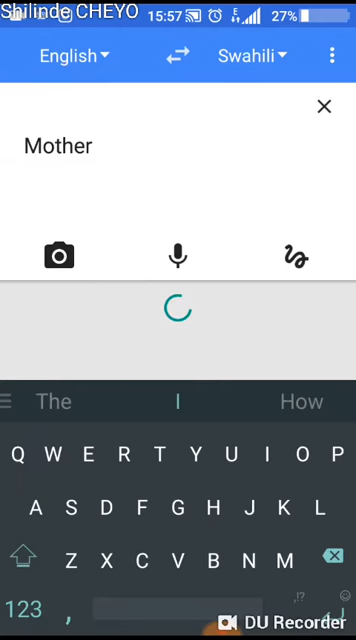 Shilinde CHEYO
15:57 E 27%
English Swahili
Mother
The I How
Q W E R T Y U I O P
A S D F G H J K L
Z X C V B N M
,!?
123 ,
DU Recorder